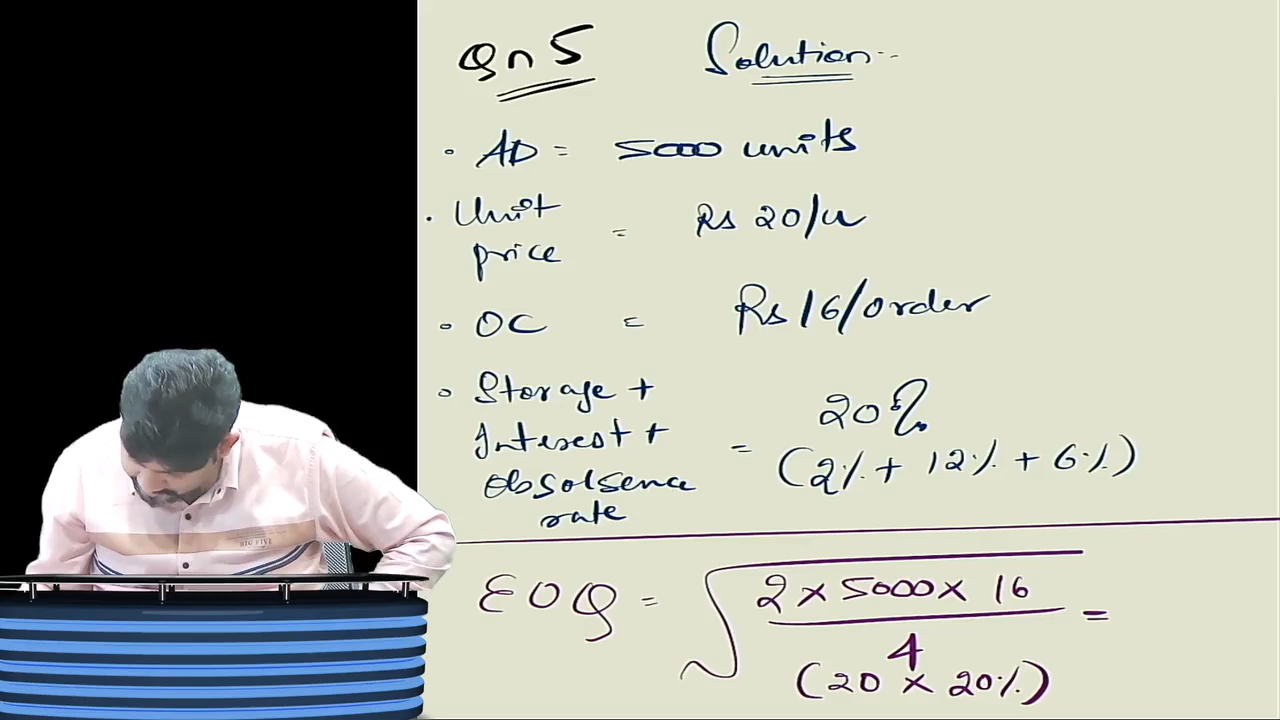 Qn 5 Solution:-
• AD = 5000 units
• Unit price = Rs 20/u
• OC = Rs 16/order
• Storage + Interest + obsolsence rate = 20%
(2% + 12% + 6%)
EOQ = √ 2 × 5000 × 16 =
4
(20 × 20%)
BIG FIVE